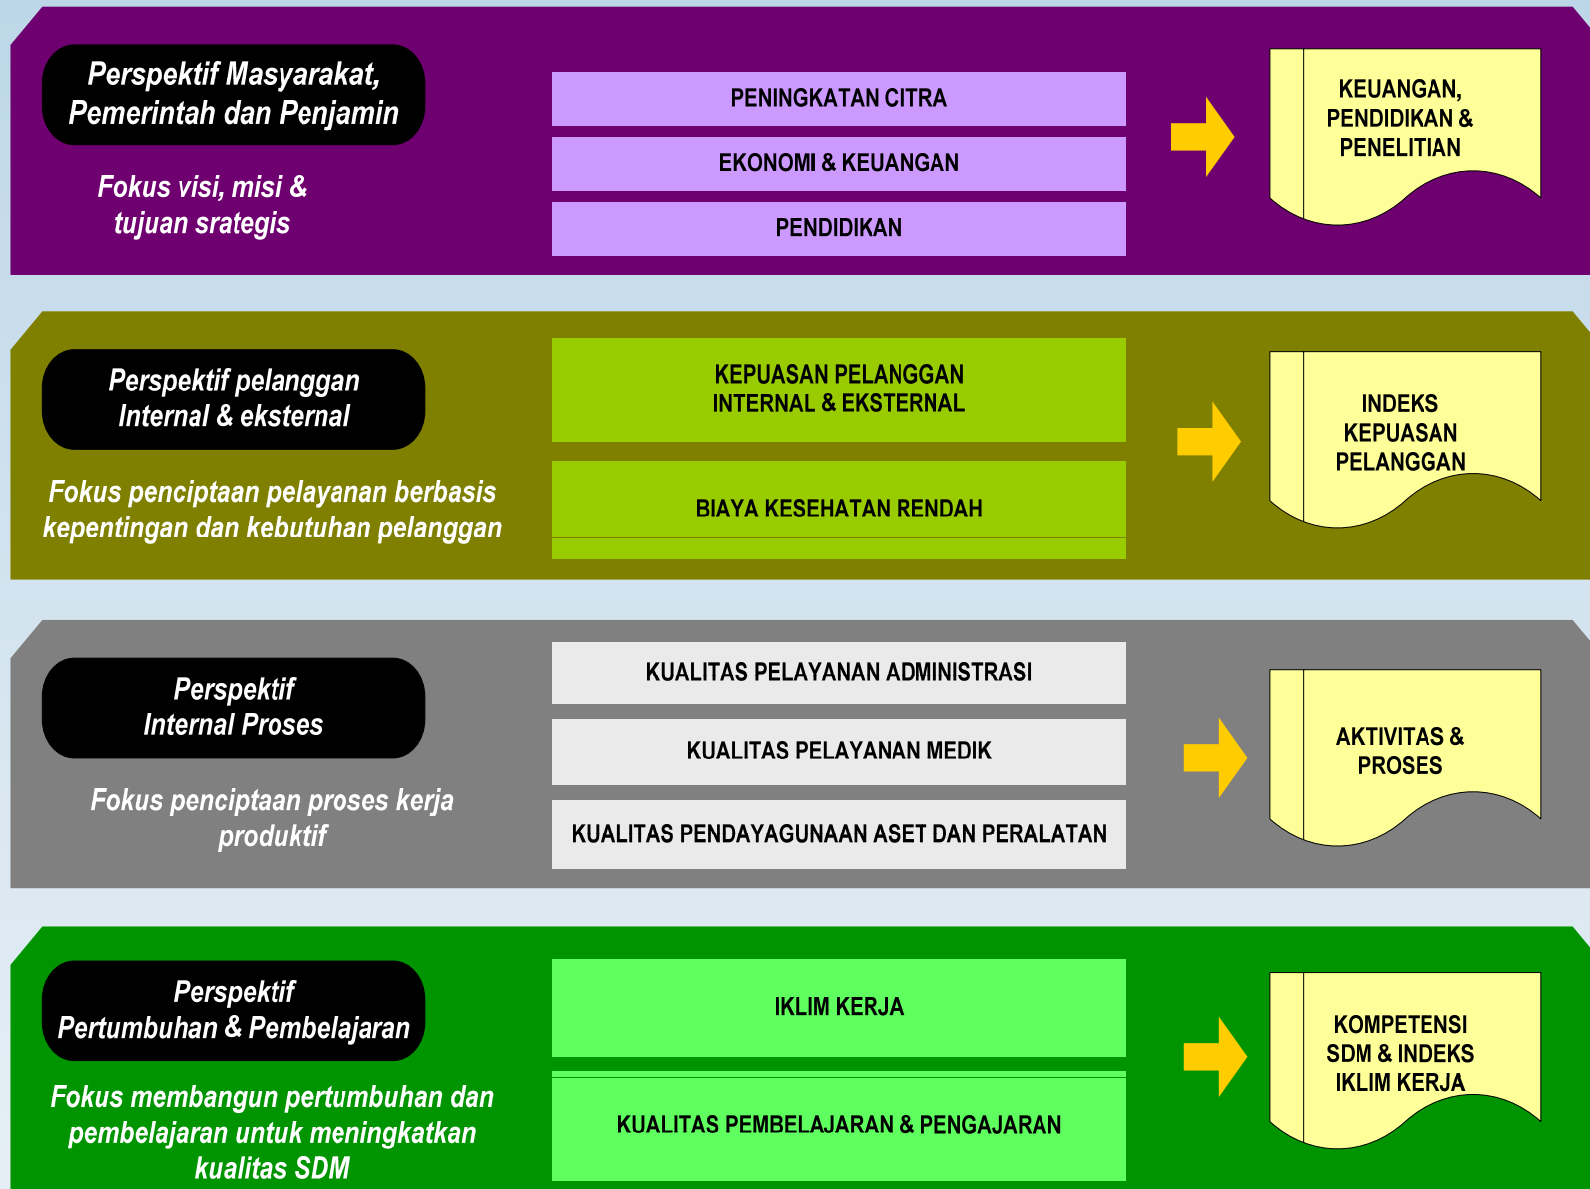 Perspektif Masyarakat,
Pemerintah dan Penjamin
Fokus visi, misi &
tujuan srategis
PENINGKATAN CITRA
EKONOMI & KEUANGAN
PENDIDIKAN
KEUANGAN,
PENDIDIKAN &
PENELITIAN
Perspektif pelanggan
Internal & eksternal
Fokus penciptaan pelayanan berbasis
kepentingan dan kebutuhan pelanggan
KEPUASAN PELANGGAN
INTERNAL & EKSTERNAL
BIAYA KESEHATAN RENDAH
INDEKS
KEPUASAN
PELANGGAN
Perspektif
Internal Proses
Fokus penciptaan proses kerja
produktif
KUALITAS PELAYANAN ADMINISTRASI
KUALITAS PELAYANAN MEDIK
KUALITAS PENDAYAGUNAAN ASET DAN PERALATAN
AKTIVITAS &
PROSES
Perspektif
Pertumbuhan & Pembelajaran
Fokus membangun pertumbuhan dan
pembelajaran untuk meningkatkan
kualitas SDM
IKLIM KERJA
KUALITAS PEMBELAJARAN & PENGAJARAN
KOMPETENSI
SDM & INDEKS
IKLIM KERJA